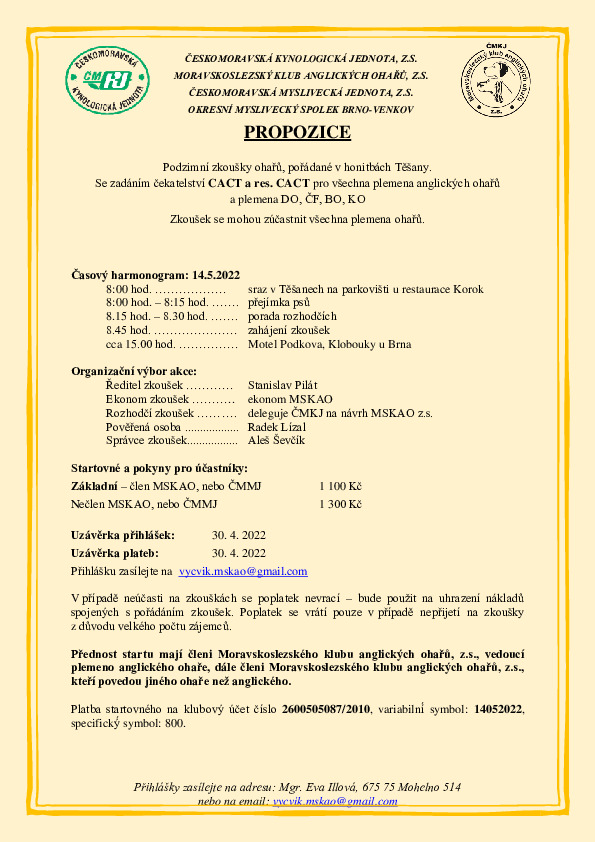 ČESKOMORAVSKÁ
ČMKJ
KYNOLOGICKÁ JEDNOTA
ČMKJ
Moravskoslezský klub anglických ohařů
z.s.
ČESKOMORAVSKÁ KYNOLOGICKÁ JEDNOTA, Z.S.
MORAVSKOSLEZSKÝ KLUB ANGLICKÝCH OHAŘŮ, Z.S.
ČESKOMORAVSKÁ MYSLIVECKÁ JEDNOTA, Z.S.
OKRESNÍ MYSLIVECKÝ SPOLEK BRNO-VENKOV
PROPOZICE
Podzimní zkoušky ohařů, pořádané v honitbách Těšany.
Se zadáním čekatelství CACT a res. CACT pro všechna plemena anglických ohařů
a plemena DO, ČF, BO, KO
Zkoušek se mohou zúčastnit všechna plemena ohařů.
Časový harmonogram: 14.5.2022
8:00 hod. ................. sraz v Těšanech na parkovišti u restaurace Korok
8:00 hod. – 8:15 hod. ....... přejímka psů
8.15 hod. – 8.30 hod. ....... porada rozhodčích
8.45 hod. .................... zahájení zkoušek
cca 15.00 hod. ............... Motel Podkova, Klobouky u Brna
Organizační výbor akce:
Ředitel zkoušek ............ Stanislav Pilát
Ekonom zkoušek ........... ekonom MSKAO
Rozhodčí zkoušek .......... deleguje ČMKJ na návrh MSKAO z.s.
Pověřená osoba .................. Radek Lízal
Správce zkoušek................. Aleš Ševčík
Startovné a pokyny pro účastníky:
Základní – člen MSKAO, nebo ČMMJ 1 100 Kč
Nečlen MSKAO, nebo ČMMJ 1 300 Kč
Uzávěrka přihlášek: 30. 4. 2022
Uzávěrka plateb: 30. 4. 2022
Přihlášku zasílejte na vycvik.mskao@gmail.com
V případě neúčasti na zkouškách se poplatek nevrací – bude použit na uhrazení nákladů
spojených s pořádáním zkoušek. Poplatek se vrátí pouze v případě nepřijetí na zkoušky
z důvodu velkého počtu zájemců.
Přednost startu mají členi Moravskoslezského klubu anglických ohařů, z.s., vedoucí
plemeno anglického ohaře, dále členi Moravskoslezského klubu anglických ohařů, z.s.,
kteří povedou jiného ohaře než anglického.
Platba startovného na klubový účet číslo 2600505087/2010, variabilní symbol: 14052022,
specifický symbol: 800.
Přihlášky zasílejte na adresu: Mgr. Eva Illová, 675 75 Mohelno 514
nebo na email: vycvik.mskao@gmail.com